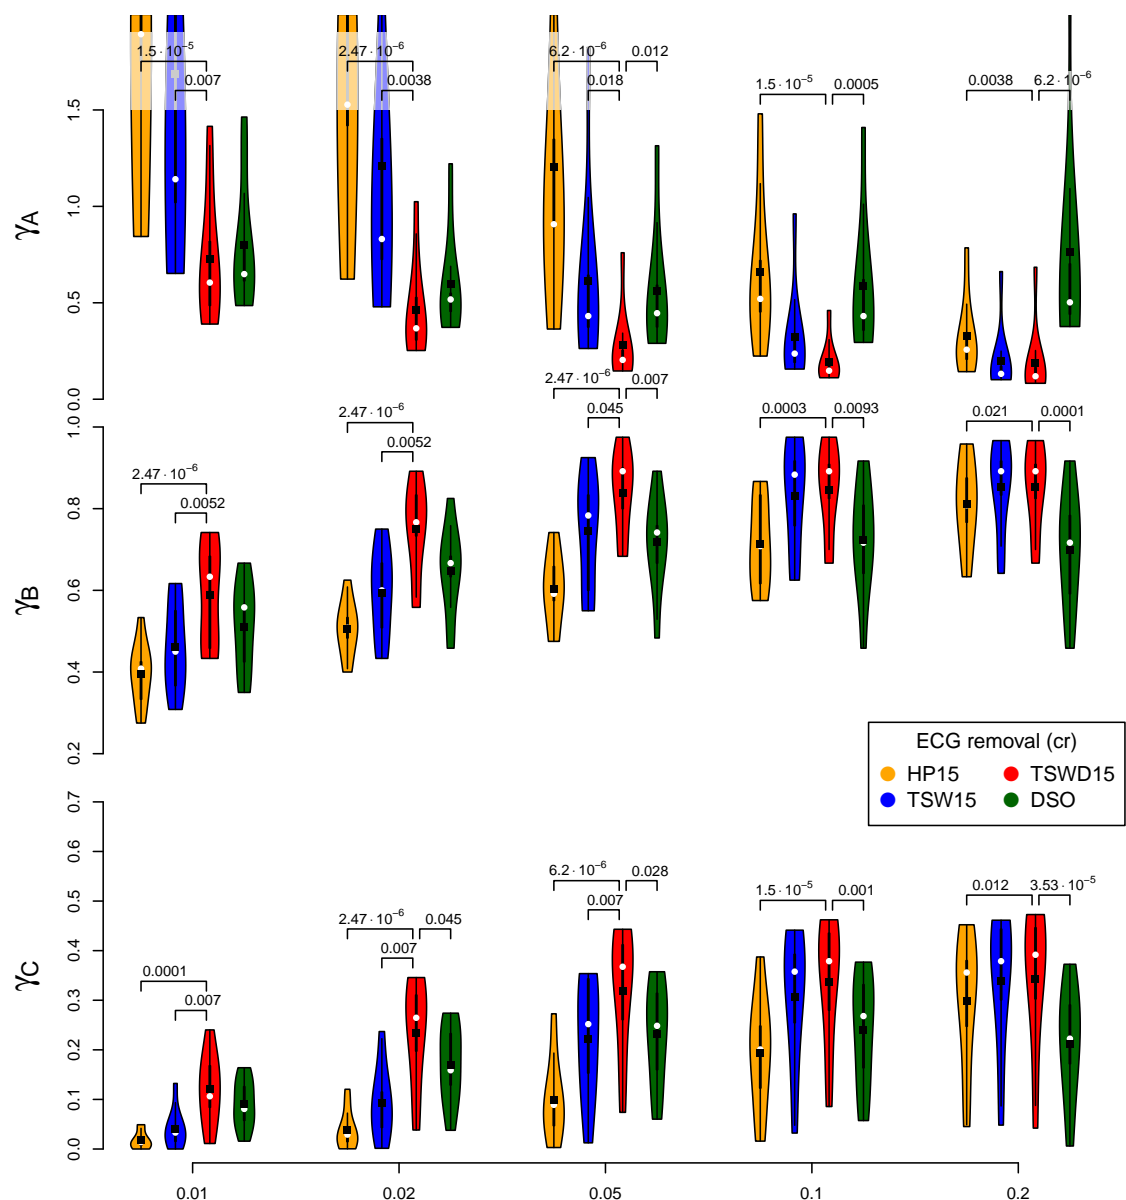 1.5 · 10⁻⁵ 2.47 · 10⁻⁶ 6.2 · 10⁻⁶ 0.012
0.007 0.0038 0.018 1.5 · 10⁻⁵ 0.0005 0.0038 6.2 · 10⁻⁶
γA
1.5
1.0
0.5
0.0
2.47 · 10⁻⁶ 0.007
2.47 · 10⁻⁶ 0.045 0.0003 0.0093 0.021 0.0001
0.0052
2.47 · 10⁻⁶
0.0052
γB
1.0
0.8
0.6
0.4
0.2
ECG removal (cr)
HP15 TSWD15
TSW15 DSO
6.2 · 10⁻⁶ 0.028
0.007 1.5 · 10⁻⁵ 0.001 0.012 3.53 · 10⁻⁵
2.47 · 10⁻⁶ 0.045
0.007
0.0001
0.007
γC
0.7
0.6
0.5
0.4
0.3
0.2
0.1
0.0
0.01 0.02 0.05 0.1 0.2